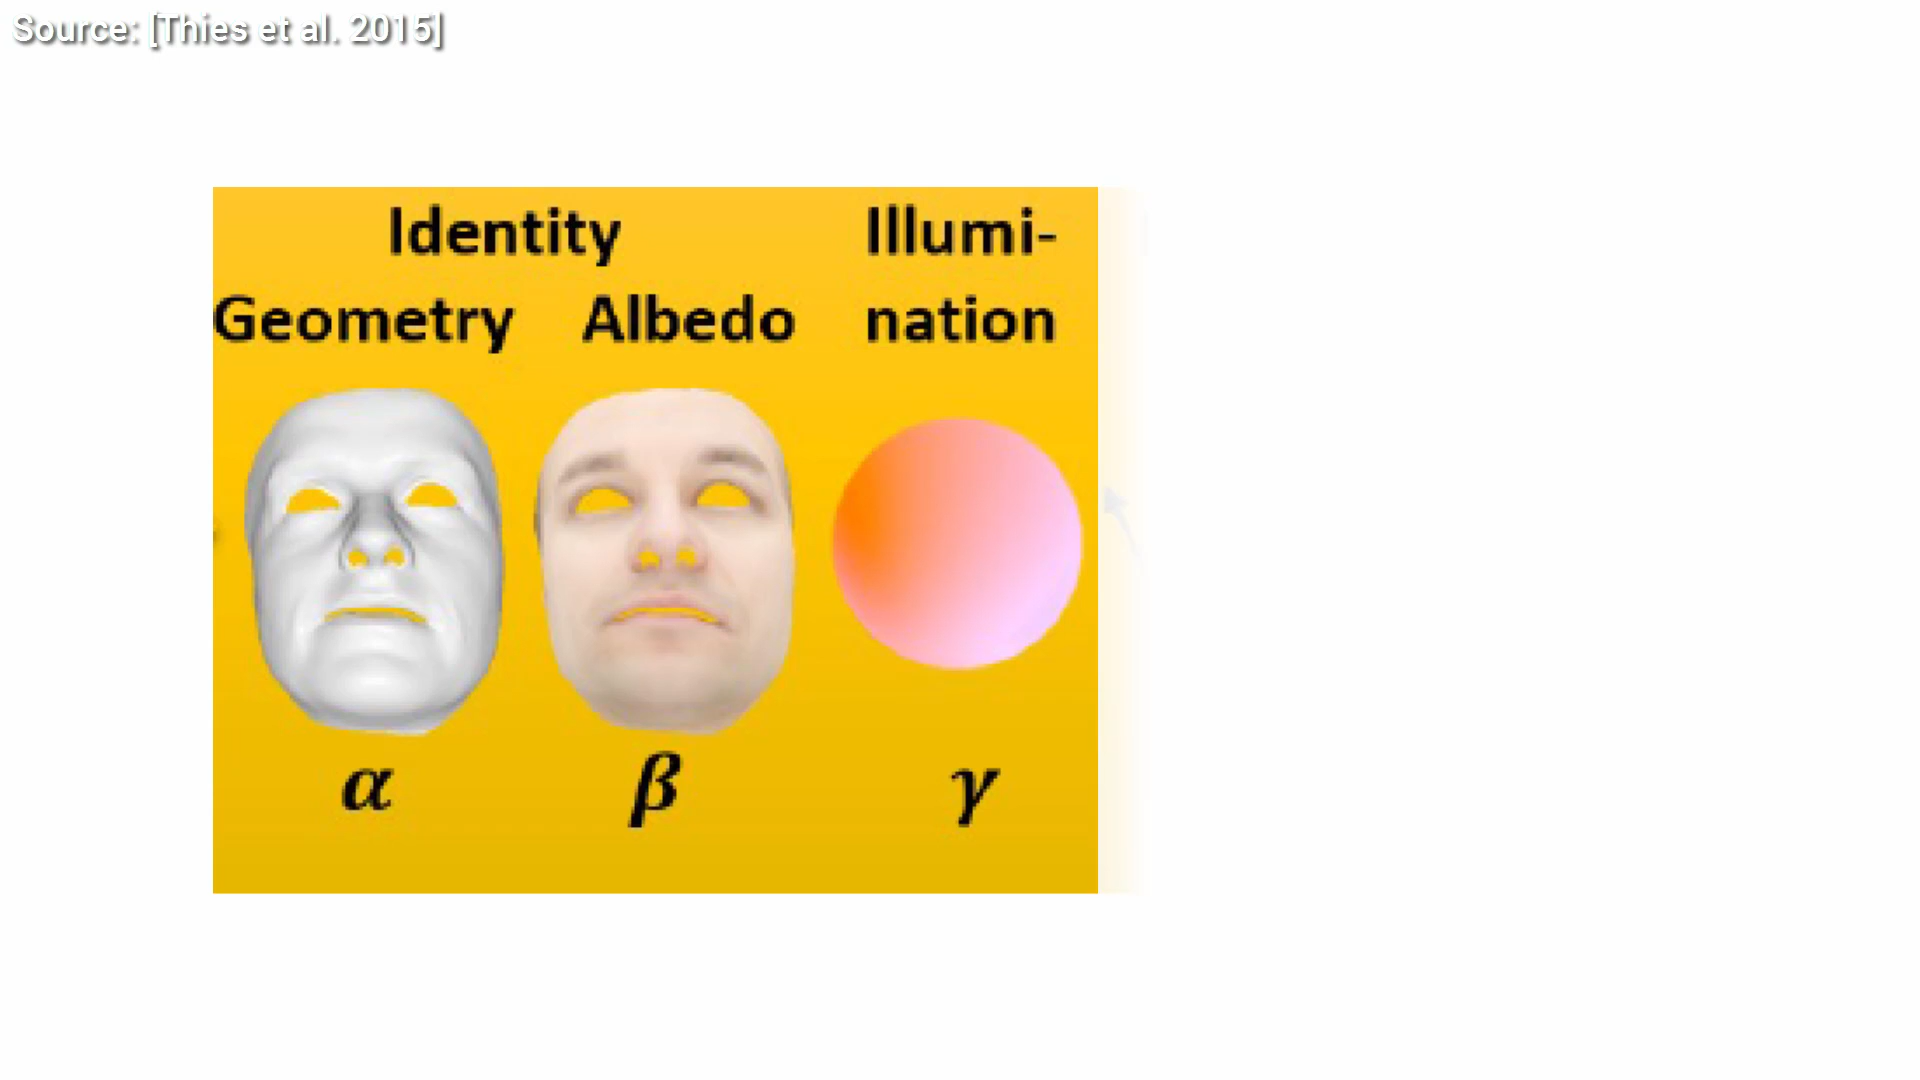 Source: [Thies et al. 2015]
Identity
Illumi-
Geometry
Albedo
nation
α
β
γ